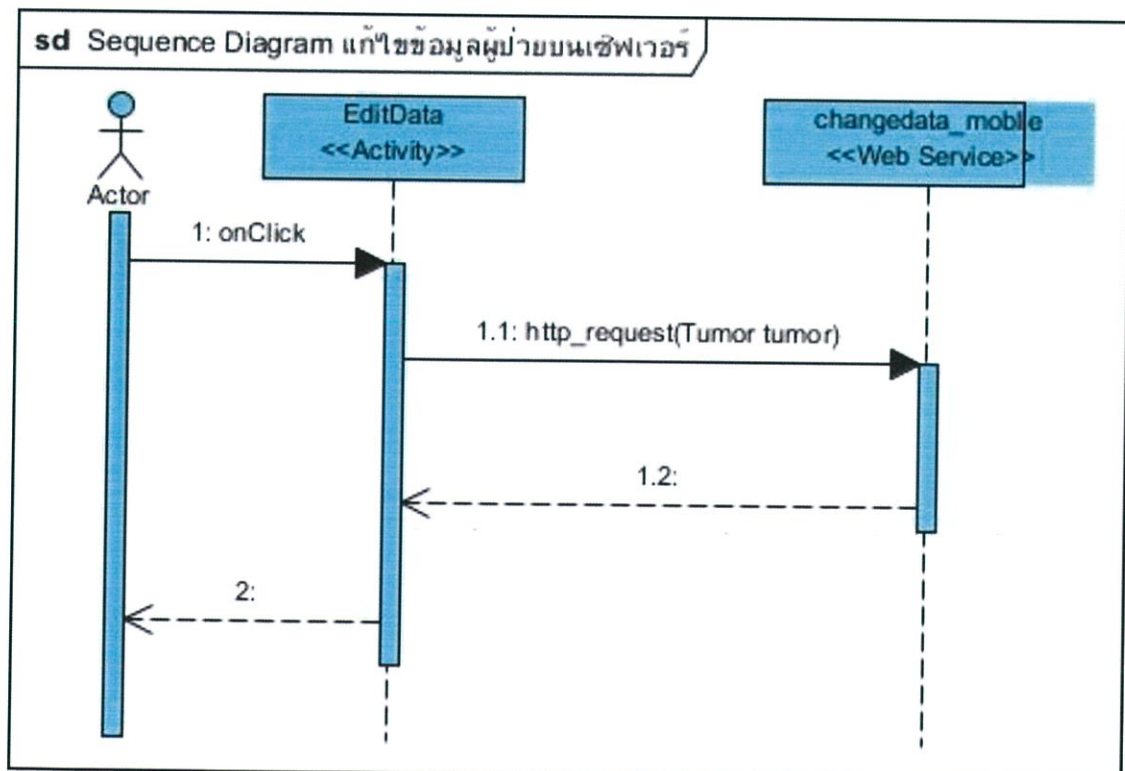 sd Sequence Diagram แก้ไขข้อมูลผู้ป่วยบนเซิฟเวอร์
EditData
<<Activity>>
changedata_mobile
<<Web Service>>
Actor
1: onClick
1.1: http_request(Tumor tumor)
1.2:
2: